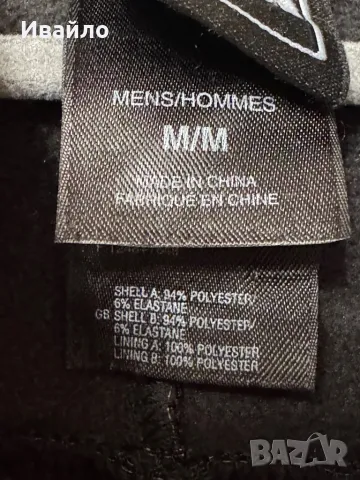 Ивайло
MENS/HOMMES
M/M
MADE IN CHINA
FABRIQUÉ EN CHINE
SHELL A: 94% POLYESTER/
6% ELASTANE
GB SHELL B: 94% POLYESTER/
6% ELASTANE
LINING A: 100% POLYESTER/
LINING B: 100% POLYESTER/
BAZAR